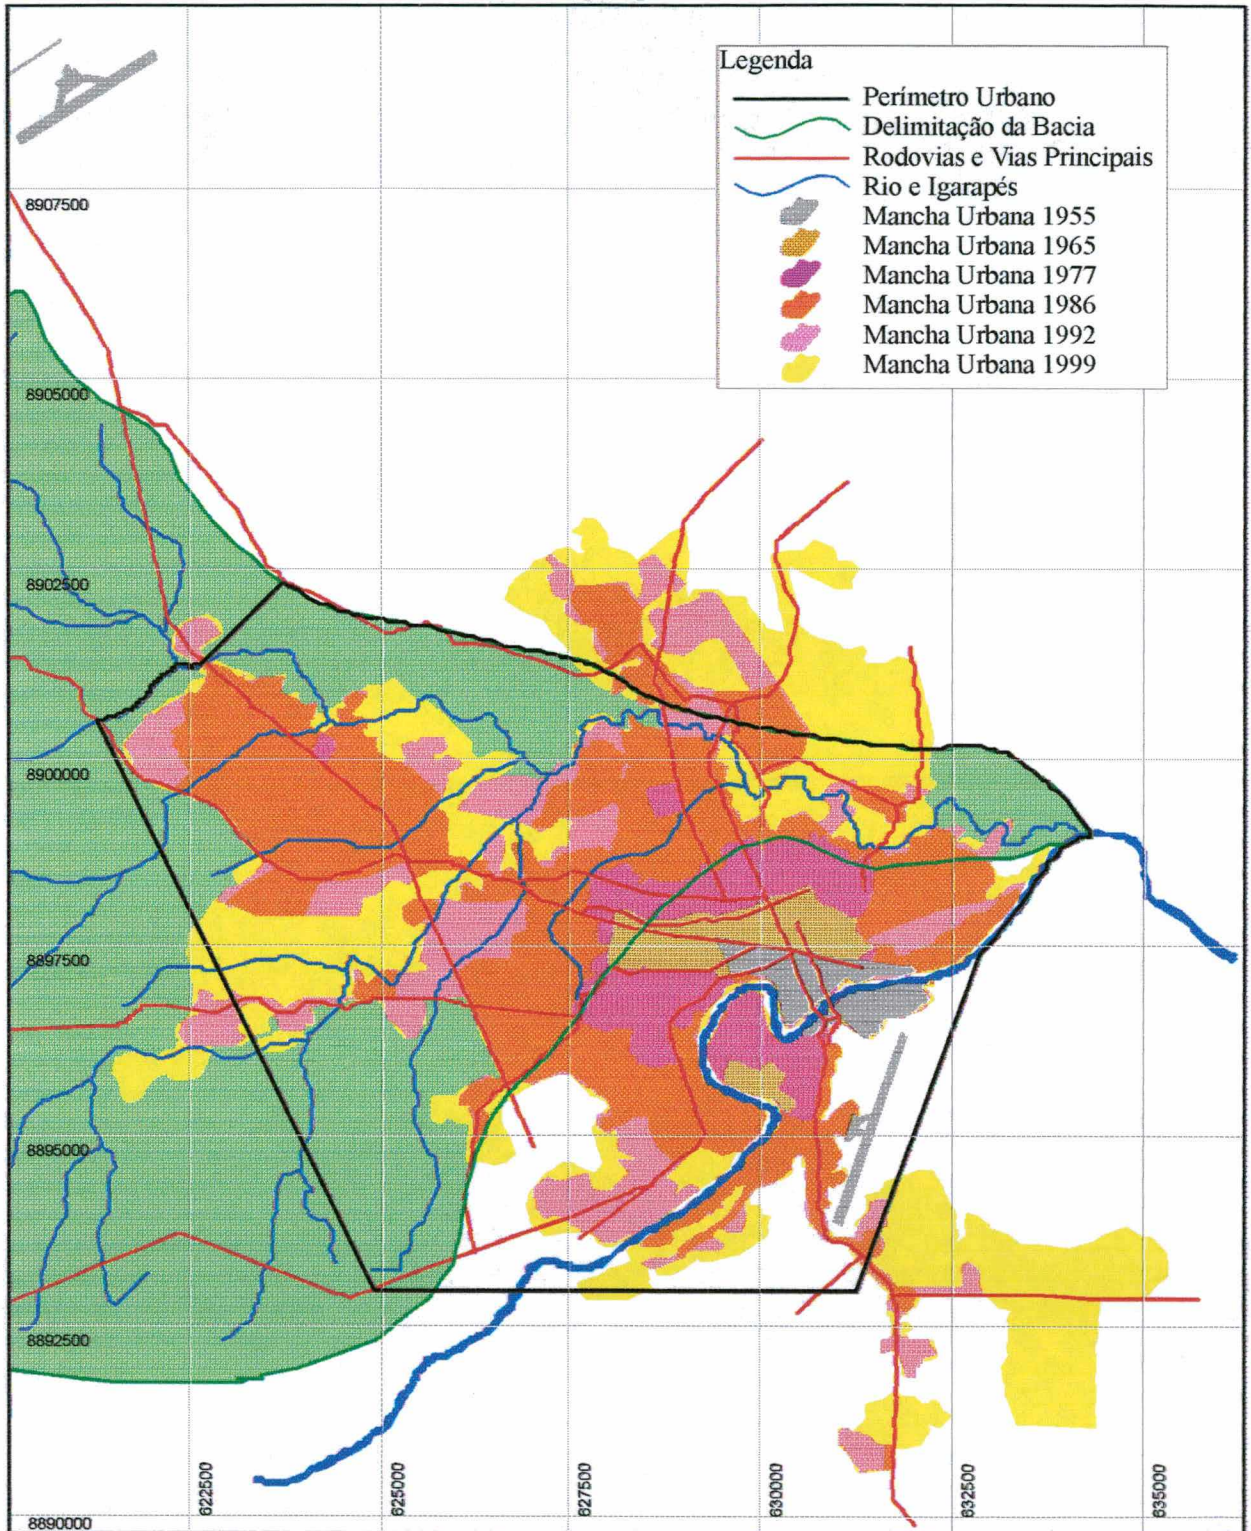 Legenda
Perímetro Urbano
Delimitação da Bacia
Rodovias e Vias Principais
Rio e Igarapés
Mancha Urbana 1955
Mancha Urbana 1965
Mancha Urbana 1977
Mancha Urbana 1986
Mancha Urbana 1992
Mancha Urbana 1999
8907500
8905000
8902500
8900000
8897500
8895000
8892500
8890000
622500
625000
627500
630000
632500
635000